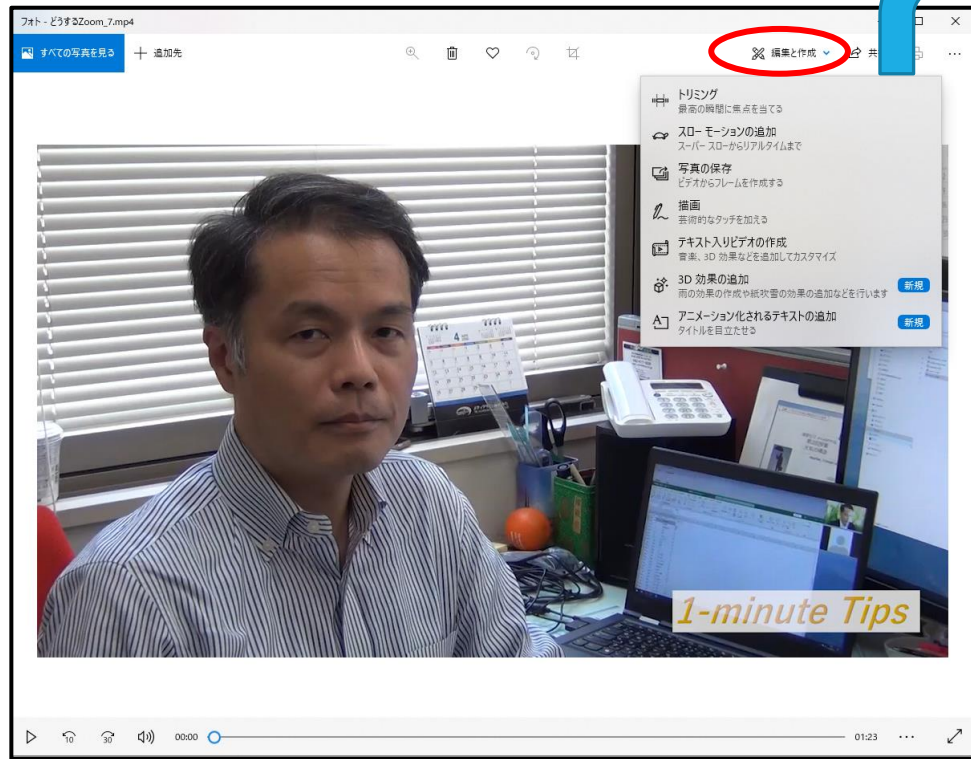 フォト - どうするZoom_7.mp4
すべての写真を見る
追加先
編集と作成
共
トリミング
最高の瞬間に焦点を当てる
スロー モーションの追加
スーパー スローからリアルタイムまで
写真の保存
ビデオからフレームを作成する
描画
芸術的なタッチを加える
テキスト入りビデオの作成
音楽、3D 効果などを追加してカスタマイズ
3D 効果の追加
雨の効果の作成や紙吹雪の効果の追加などを行います
新規
アニメーション化されるテキストの追加
タイトルを目立たせる
新規
4
1-minute Tips
10
30
00:00
01:23